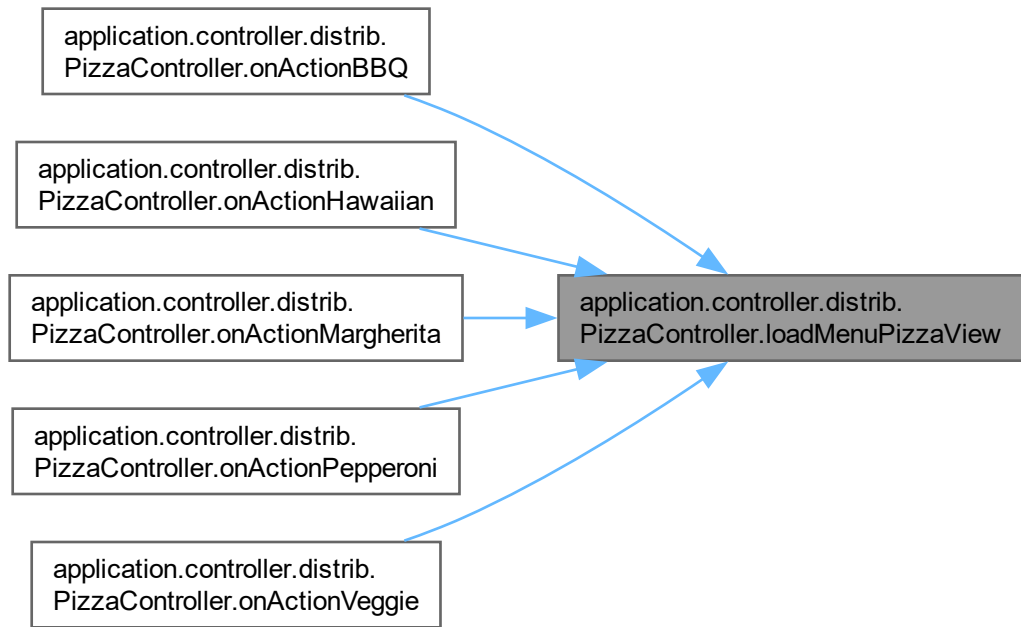 application.controller.distrib.
PizzaController.onActionBBQ
application.controller.distrib.
PizzaController.onActionHawaiian
application.controller.distrib.
PizzaController.onActionMargherita
application.controller.distrib.
PizzaController.loadMenuPizzaView
application.controller.distrib.
PizzaController.onActionPepperoni
application.controller.distrib.
PizzaController.onActionVeggie